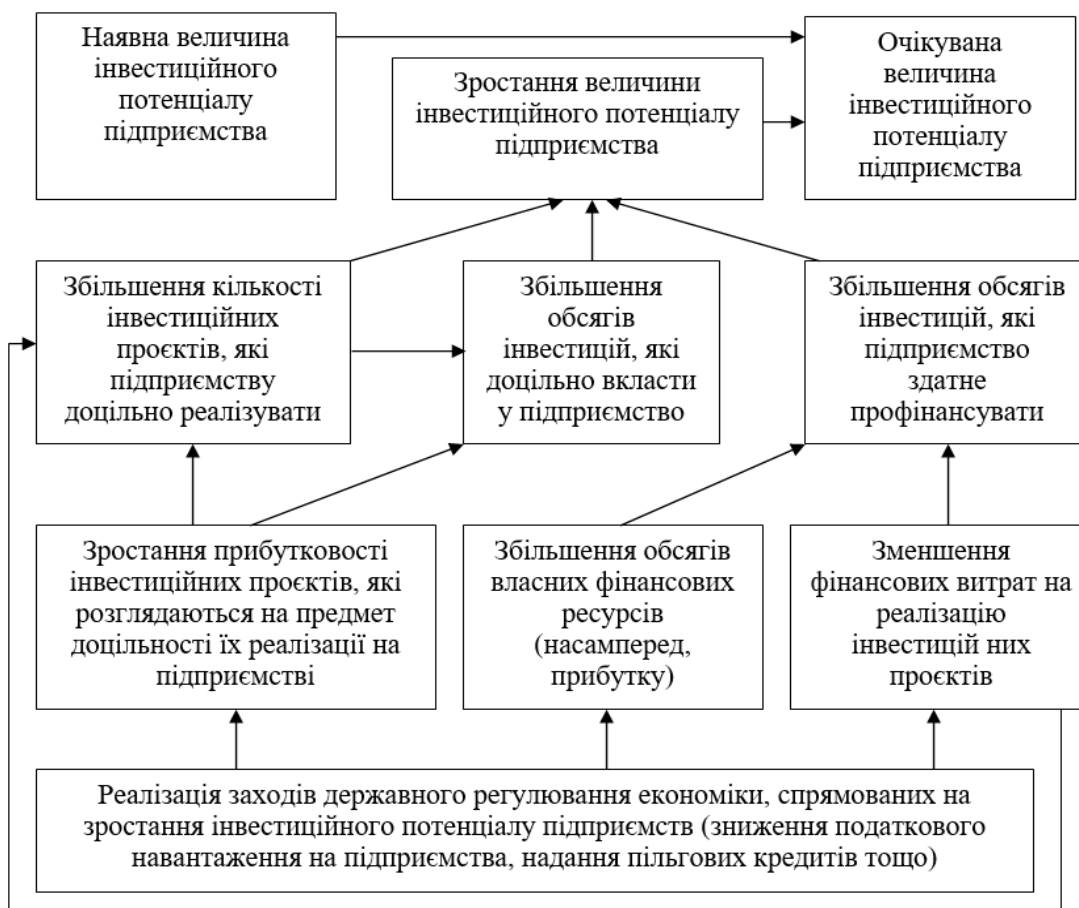 Наявна величина
інвестиційного
потенціалу
підприємства
Зростання величини
інвестиційного потенціалу
підприємства
Очікувана
величина
інвестиційного
потенціалу
підприємства
Збільшення кількості
інвестиційних
проєктів, які
підприємству
доцільно реалізувати
Збільшення
обсягів
інвестицій, які
доцільно вкласти
у підприємство
Збільшення обсягів
інвестицій, які
підприємство
здатне
профінансувати
Зростання прибутковості
інвестиційних проєктів, які
розглядаються на предмет
доцільності їх реалізації на
підприємстві
Збільшення обсягів
власних фінансових
ресурсів
(насамперед,
прибутку)
Зменшення
фінансових витрат на
реалізацію
інвестицій них
проєктів
Реалізація заходів державного регулювання економіки, спрямованих на
зростання інвестиційного потенціалу підприємств (зниження податкового
навантаження на підприємства, надання пільгових кредитів тощо)